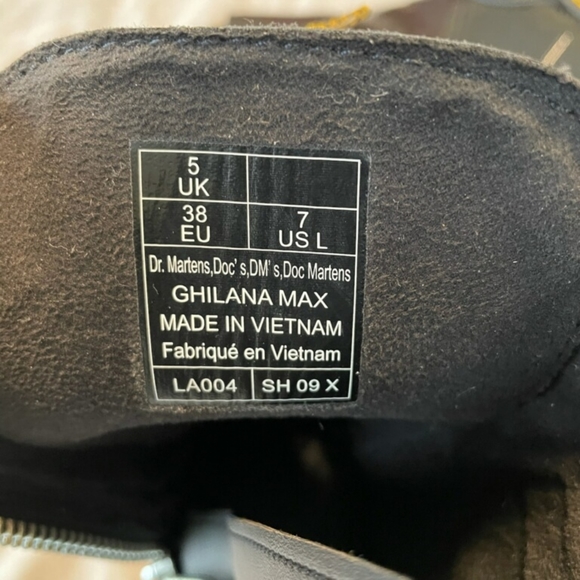 5
UK
38
EU
7
US L
Dr. Martens,Doc's,DM's,Doc Martens
GHILANA MAX
MADE IN VIETNAM
Fabriqué en Vietnam
LA004
SH 09 X